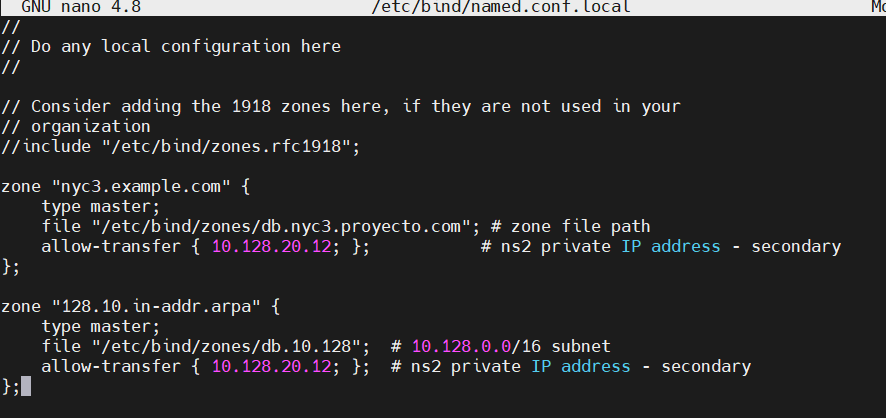 GNU nano 4.8 /etc/bind/named.conf.local
//
// Do any local configuration here
//
// Consider adding the 1918 zones here, if they are not used in your
// organization
//include "/etc/bind/zones.rfc1918";
zone "nyc3.example.com" {
    type master;
    file "/etc/bind/zones/db.nyc3.proyecto.com"; # zone file path
    allow-transfer { 10.128.20.12; };           # ns2 private IP address - secondary
};
zone "128.10.in-addr.arpa" {
    type master;
    file "/etc/bind/zones/db.10.128";  # 10.128.0.0/16 subnet
    allow-transfer { 10.128.20.12; };  # ns2 private IP address - secondary
};